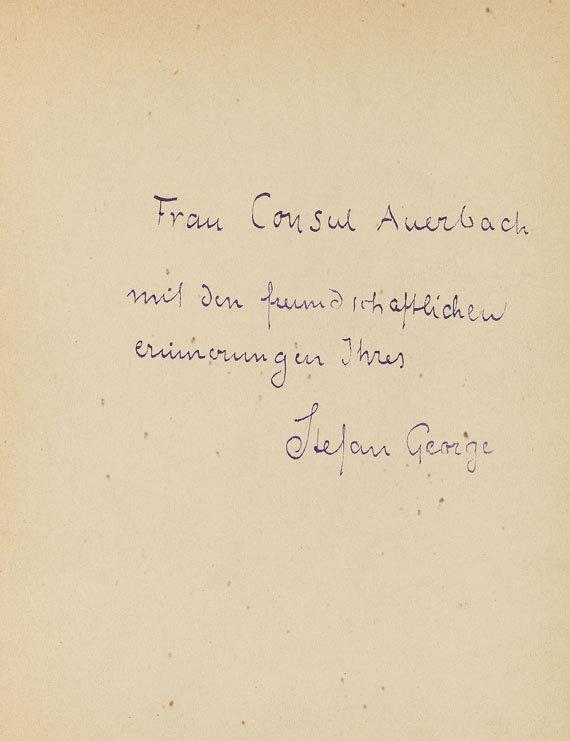 Frau Consul Auerbach
mit den freundschaftlichen
erinnerungen Ihres
Stefan George